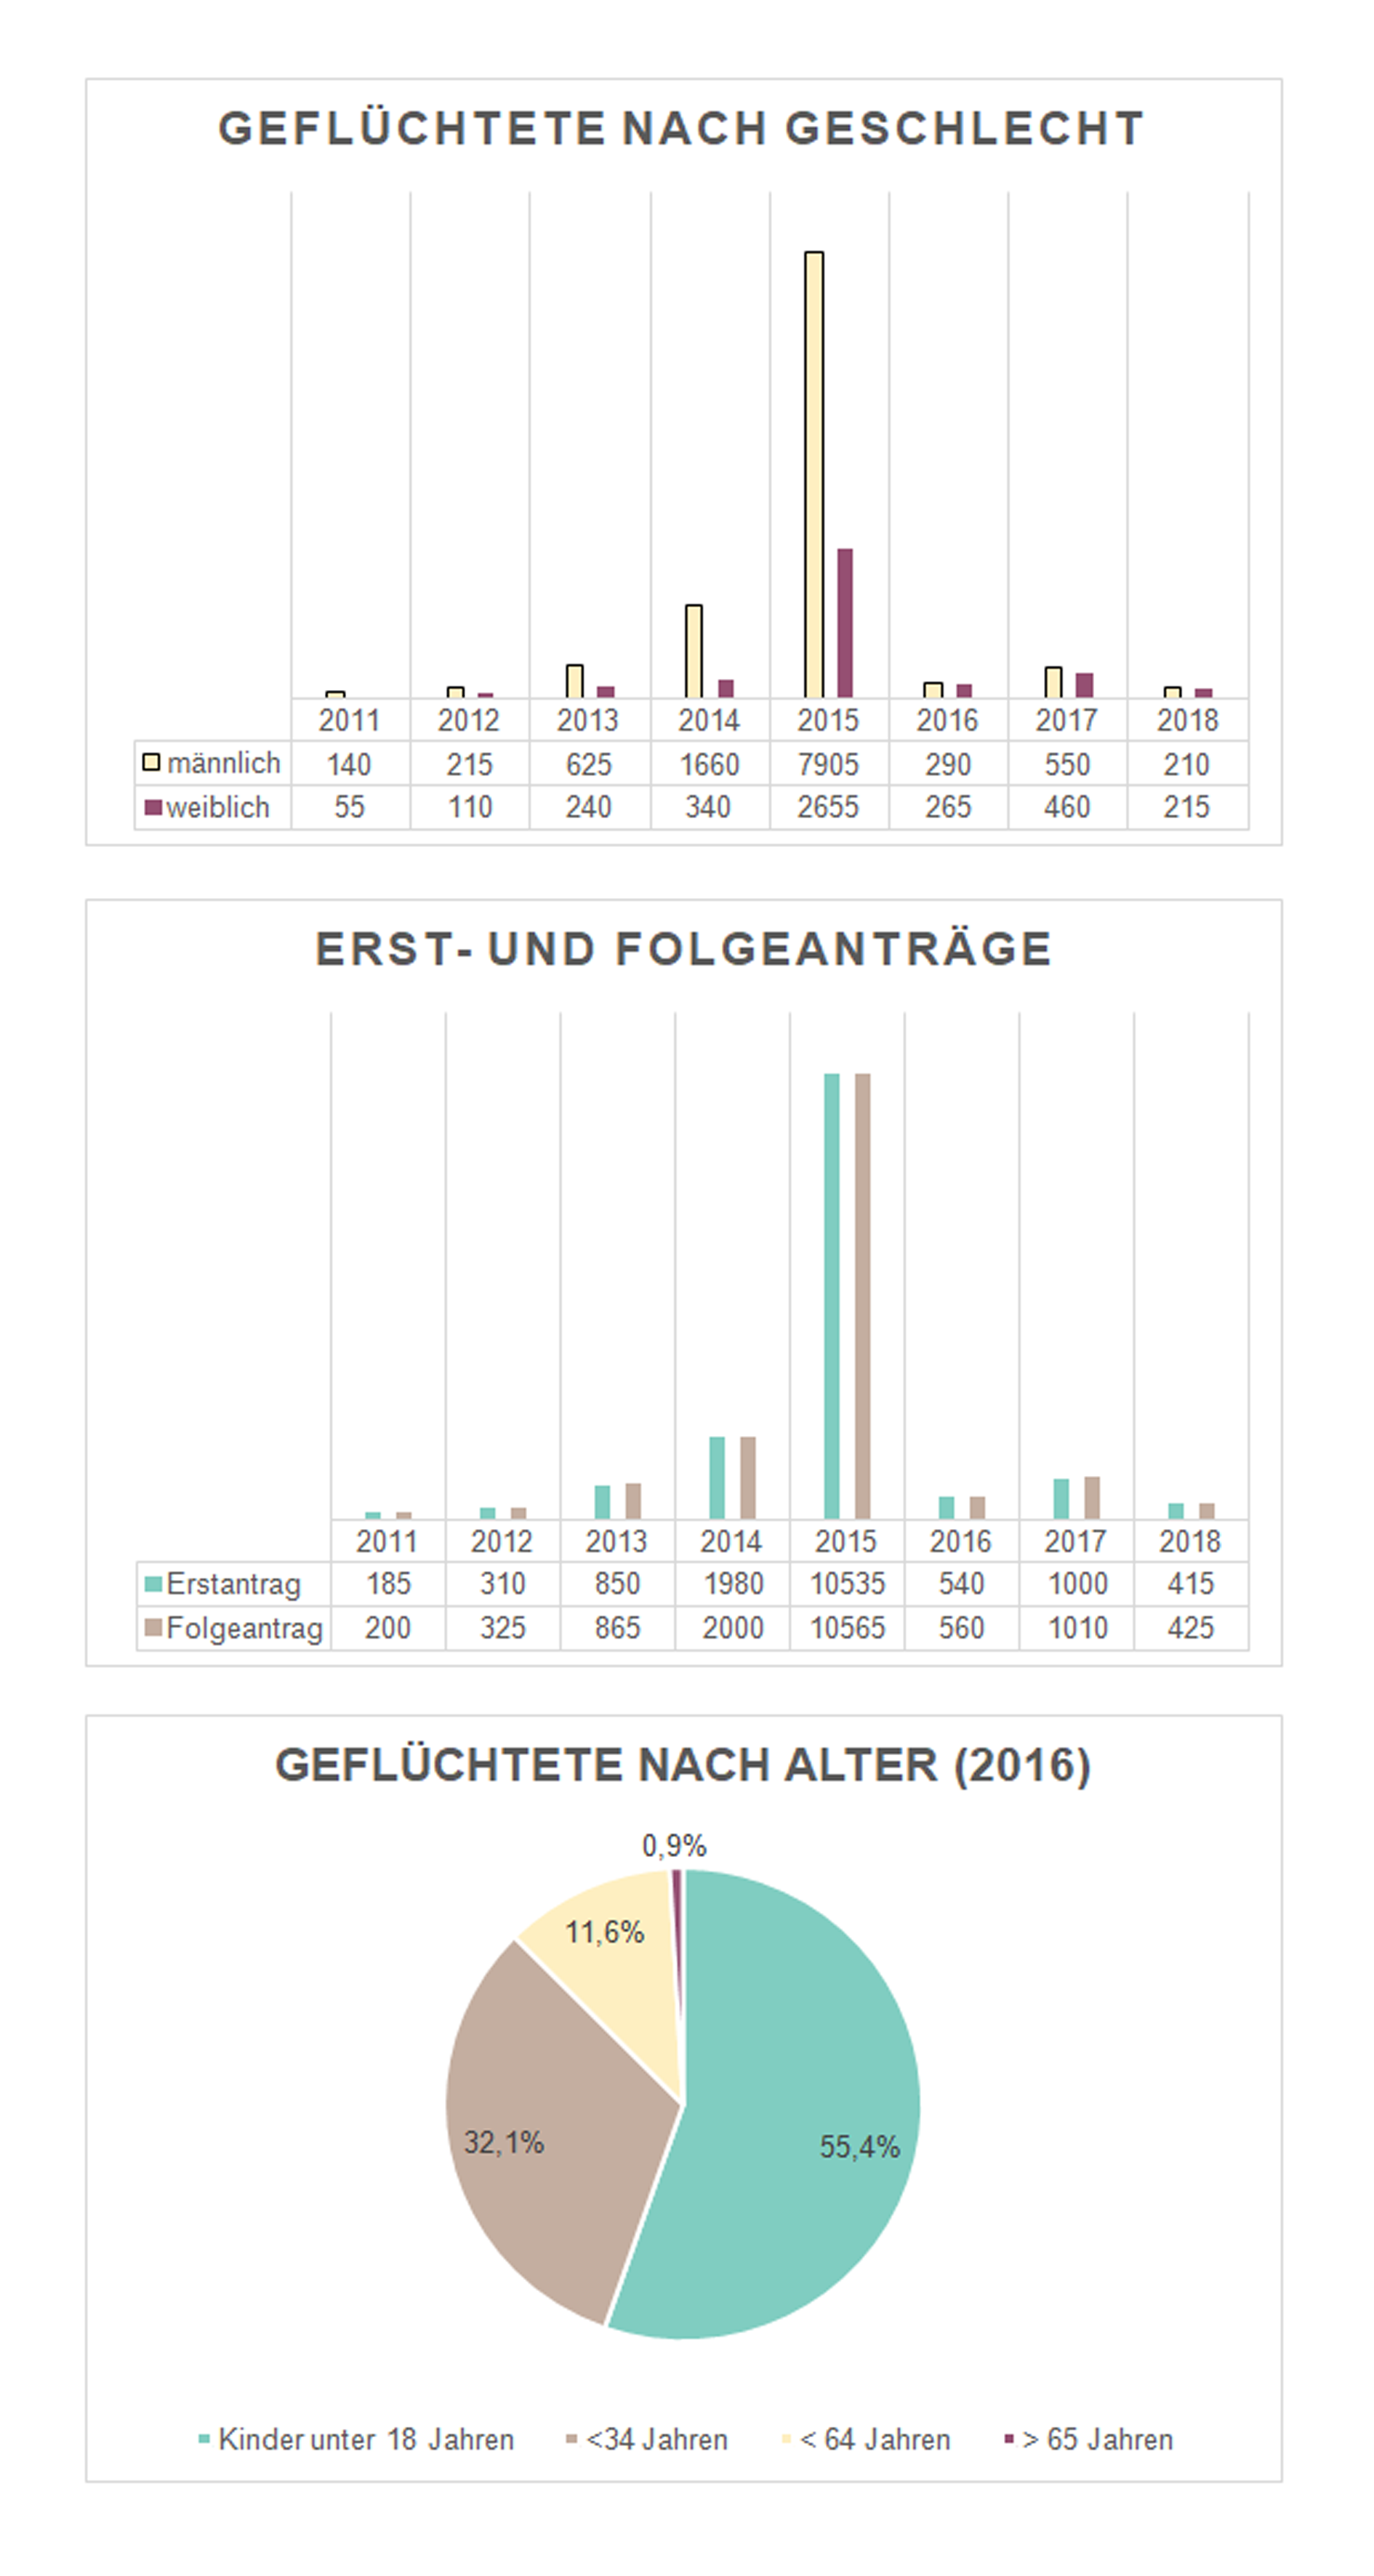 GEFLÜCHTETE NACH GESCHLECHT
2011 2012 2013 2014 2015 2016 2017 2018
männlich 140 215 625 1660 7905 290 550 210
weiblich 55 110 240 340 2655 265 460 215
ERST- UND FOLGEANTRÄGE
2011 2012 2013 2014 2015 2016 2017 2018
Erstantrag 185 310 850 1980 10535 540 1000 415
Folgeantrag 200 325 865 2000 10565 560 1010 425
GEFLÜCHTETE NACH ALTER (2016)
0,9%
11,6%
32,1% 55,4%
Kinder unter 18 Jahren <34 Jahren < 64 Jahren > 65 Jahren